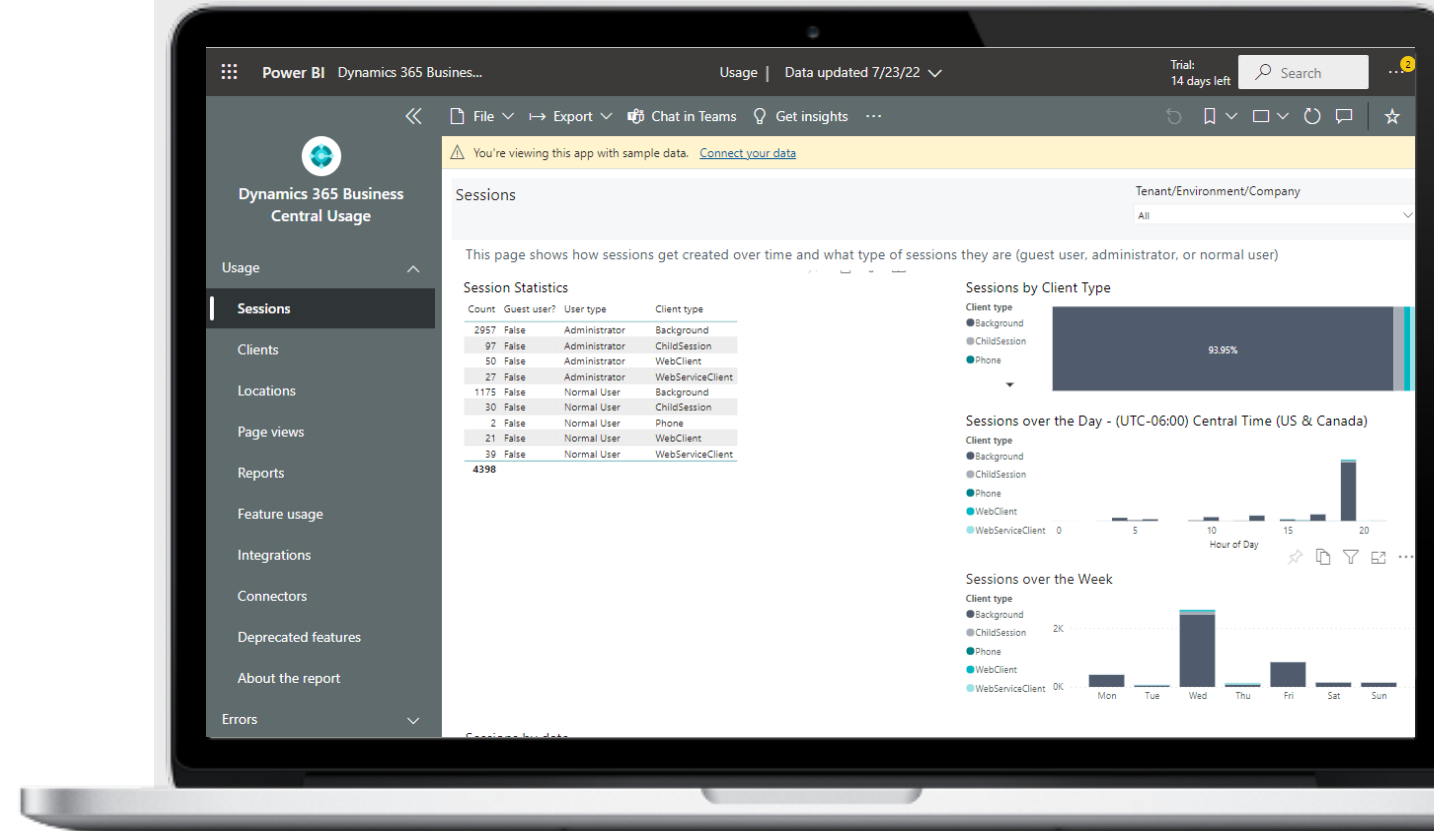 Power BI Dynamics 365 Busines...
Usage | Data updated 7/23/22
Trial:
14 days left
Search
2
File Export Chat in Teams Get insights ...
You're viewing this app with sample data. Connect your data
Dynamics 365 Business
Central Usage
Usage
Sessions
Clients
Locations
Page views
Reports
Feature usage
Integrations
Connectors
Deprecated features
About the report
Errors
Sessions
Tenant/Environment/Company
All
This page shows how sessions get created over time and what type of sessions they are (guest user, administrator, or normal user)
Session Statistics
Count Guest user? User type Client type
2957 False Administrator Background
97 False Administrator ChildSession
50 False Administrator WebClient
27 False Administrator WebServiceClient
1175 False Normal User Background
30 False Normal User ChildSession
2 False Normal User Phone
21 False Normal User WebClient
39 False Normal User WebServiceClient
4398
Sessions by Client Type
Client type
Background
ChildSession
Phone
93.95%
Sessions over the Day - (UTC-06:00) Central Time (US & Canada)
Client type
Background
ChildSession
Phone
WebClient
WebServiceClient
0 5 10 15 20
Hour of Day
Sessions over the Week
Client type
Background
ChildSession
Phone
WebClient
WebServiceClient
2K
0K
Mon Tue Wed Thu Fri Sat Sun
Sessions by date